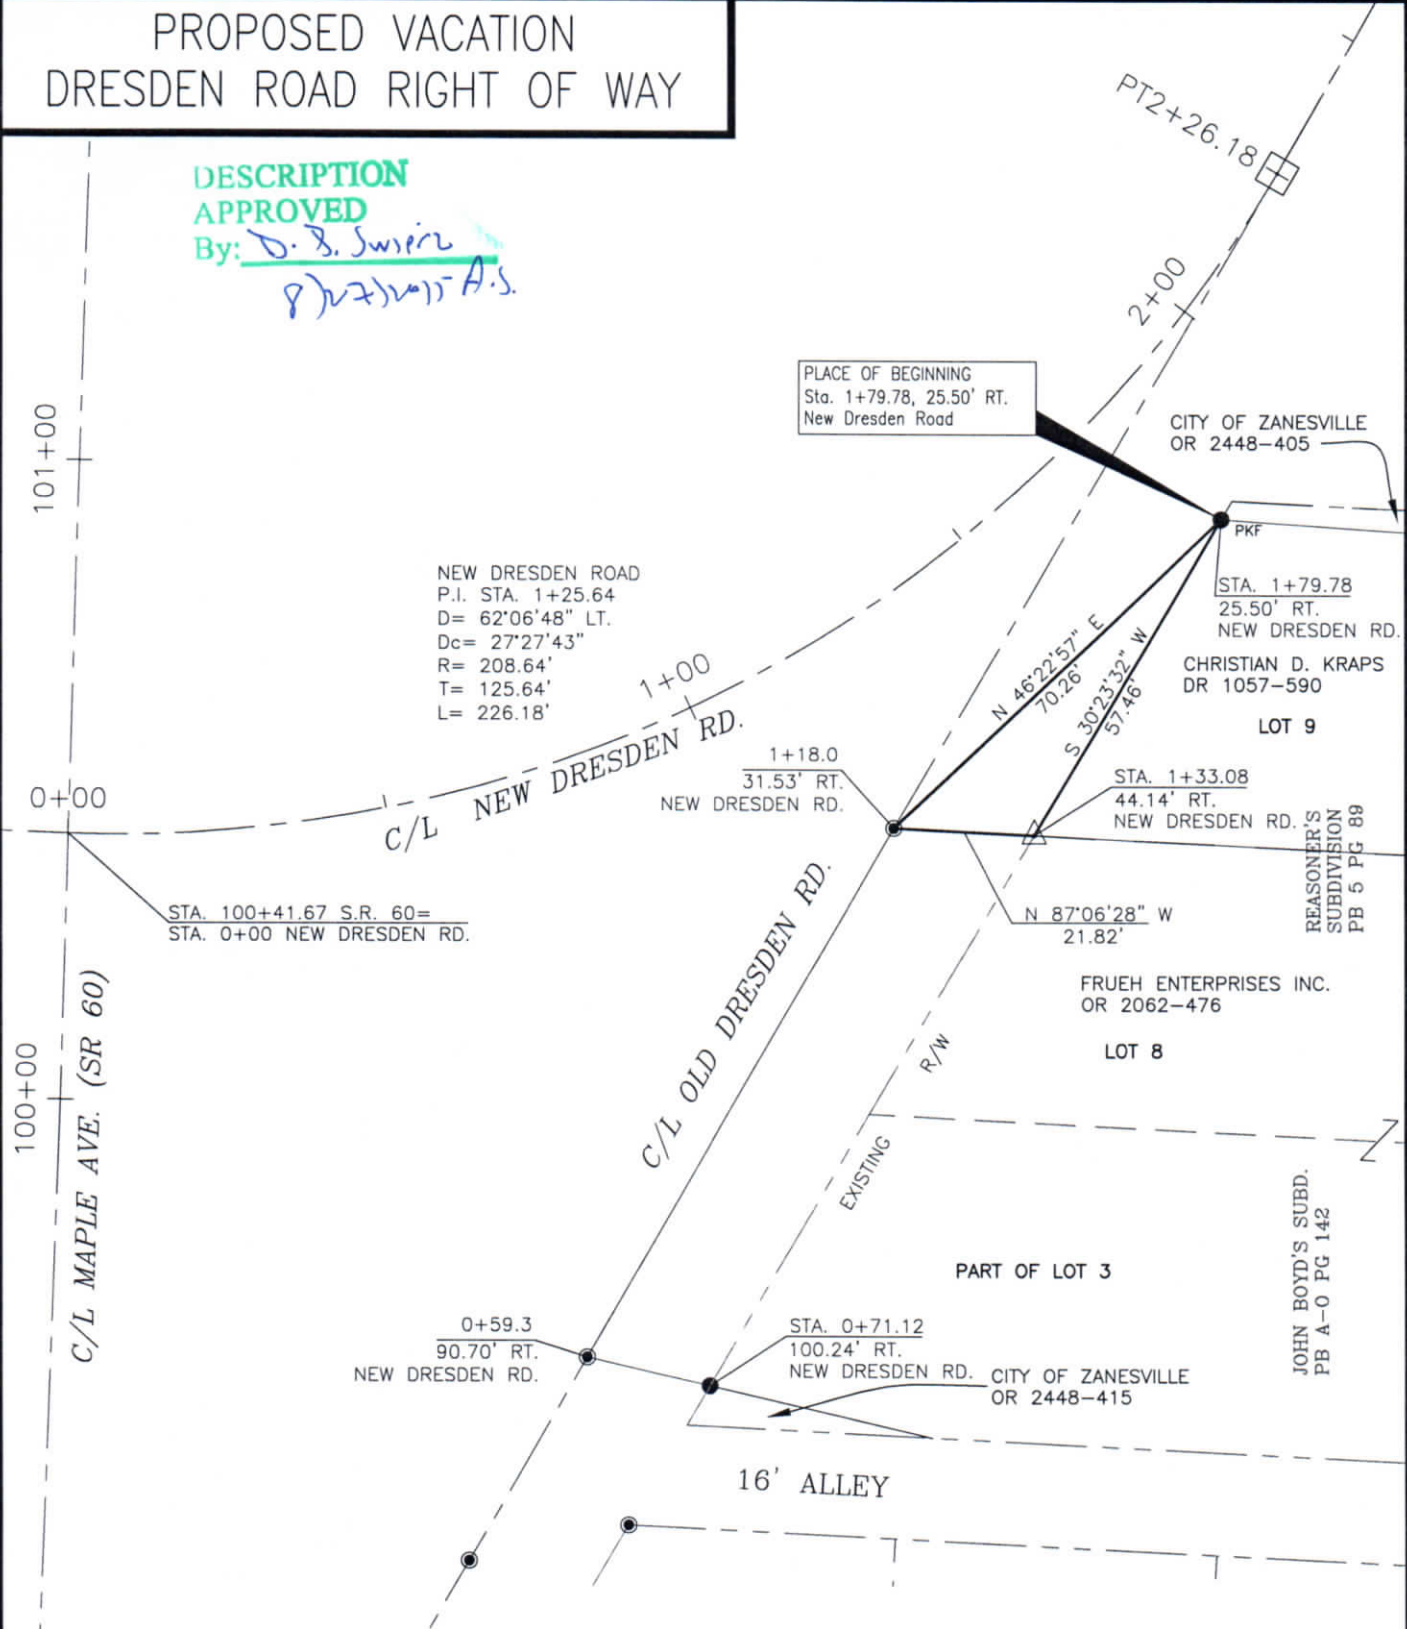 PROPOSED VACATION
DRESDEN ROAD RIGHT OF WAY
DESCRIPTION
APPROVED
By: D. B. Swierz
A.S.
PT2+26.18
2+00
PLACE OF BEGINNING
Sta. 1+79.78, 25.50' RT.
New Dresden Road
CITY OF ZANESVILLE
OR 2448-405
101+00
PKF
NEW DRESDEN ROAD
P.I. STA. 1+25.64
D= 62°06'48" LT.
Dc= 27°27'43"
R= 208.64'
T= 125.64'
L= 226.18'
STA. 1+79.78
25.50' RT.
NEW DRESDEN RD.
N 46°22'57" E
70.26'
S 30°23'32" W
57.46'
CHRISTIAN D. KRAPS
DR 1057-590
LOT 9
1+00
C/L NEW DRESDEN RD.
1+18.0
31.53' RT.
NEW DRESDEN RD.
STA. 1+33.08
44.14' RT.
NEW DRESDEN RD.
0+00
REASONER'S
SUBDIVISION
PB 5 PG 89
STA. 100+41.67 S.R. 60=
STA. 0+00 NEW DRESDEN RD.
N 87°06'28" W
21.82'
C/L OLD DRESDEN RD.
FRUEH ENTERPRISES INC.
OR 2062-476
LOT 8
100+00
C/L MAPLE AVE. (SR 60)
R/W
EXISTING
JOHN BOYD'S SUBD.
PB A-O PG 142
PART OF LOT 3
0+59.3
90.70' RT.
NEW DRESDEN RD.
STA. 0+71.12
100.24' RT.
NEW DRESDEN RD.
CITY OF ZANESVILLE
OR 2448-415
16' ALLEY